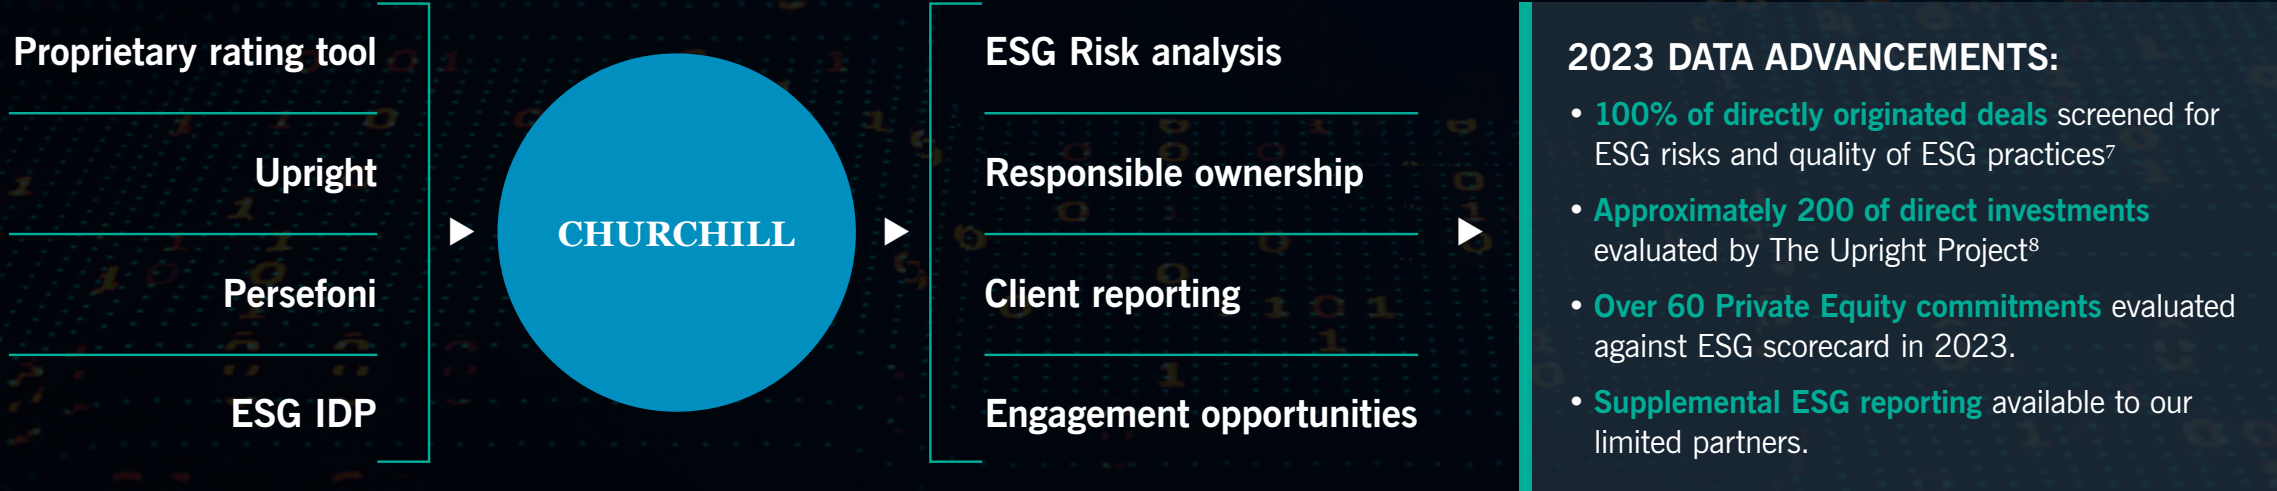 Proprietary rating tool
Upright
Persefoni
ESG IDP
CHURCHILL
ESG Risk analysis
Responsible ownership
Client reporting
Engagement opportunities
2023 DATA ADVANCEMENTS:
• 100% of directly originated deals screened for
ESG risks and quality of ESG practices⁷
• Approximately 200 of direct investments
evaluated by The Upright Project⁸
• Over 60 Private Equity commitments evaluated
against ESG scorecard in 2023.
• Supplemental ESG reporting available to our
limited partners.